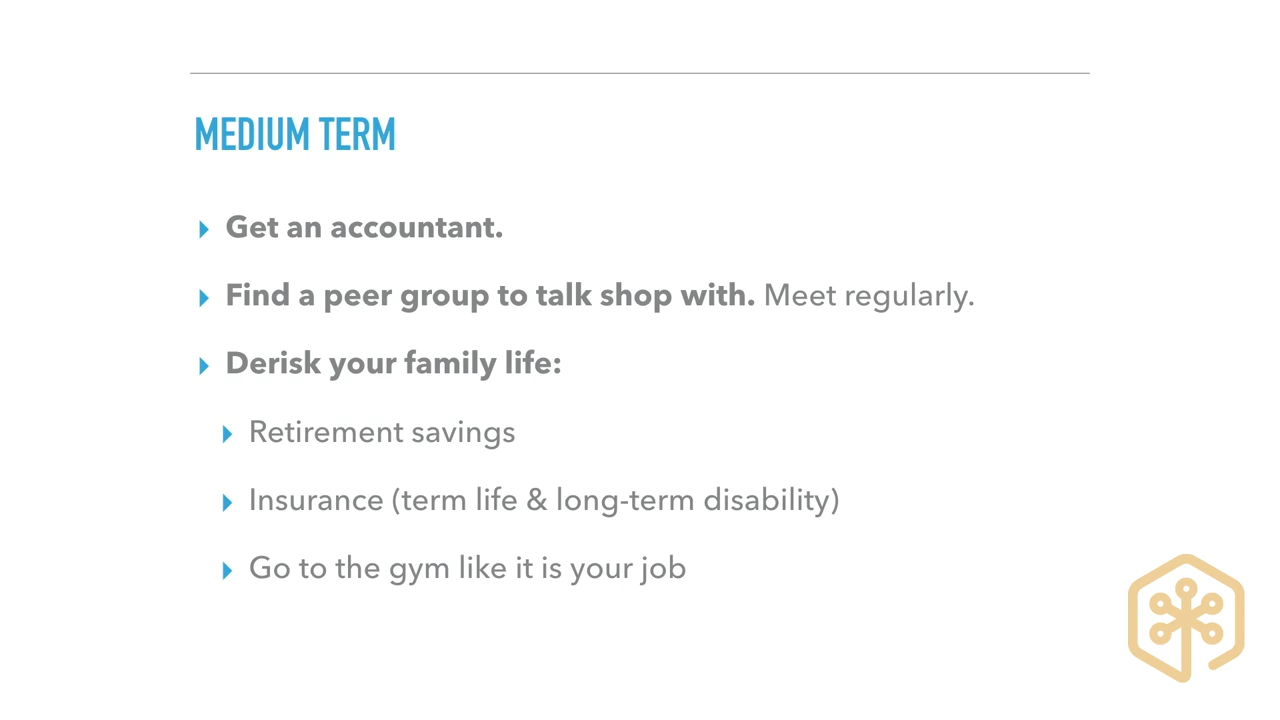 MEDIUM TERM
Get an accountant.
Find a peer group to talk shop with. Meet regularly.
Derisk your family life:
Retirement savings
Insurance (term life & long-term disability)
Go to the gym like it is your job